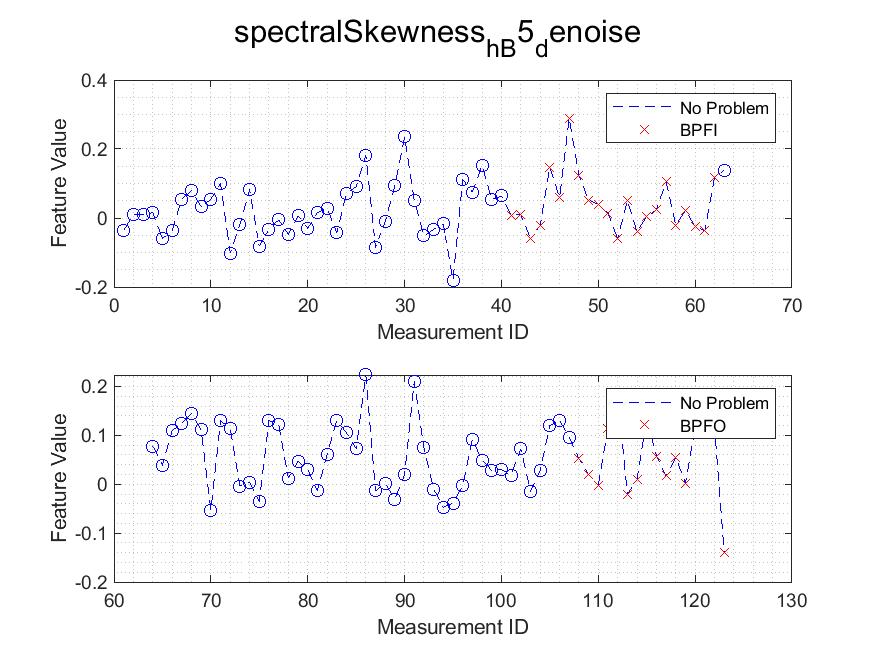 spectralSkewness_hB5_denoise
0.4
0.2
0
-0.2
Feature Value
No Problem
BPFI
0 10 20 30 40 50 60 70
Measurement ID
0.2
0.1
0
-0.1
-0.2
Feature Value
No Problem
BPFO
60 70 80 90 100 110 120 130
Measurement ID